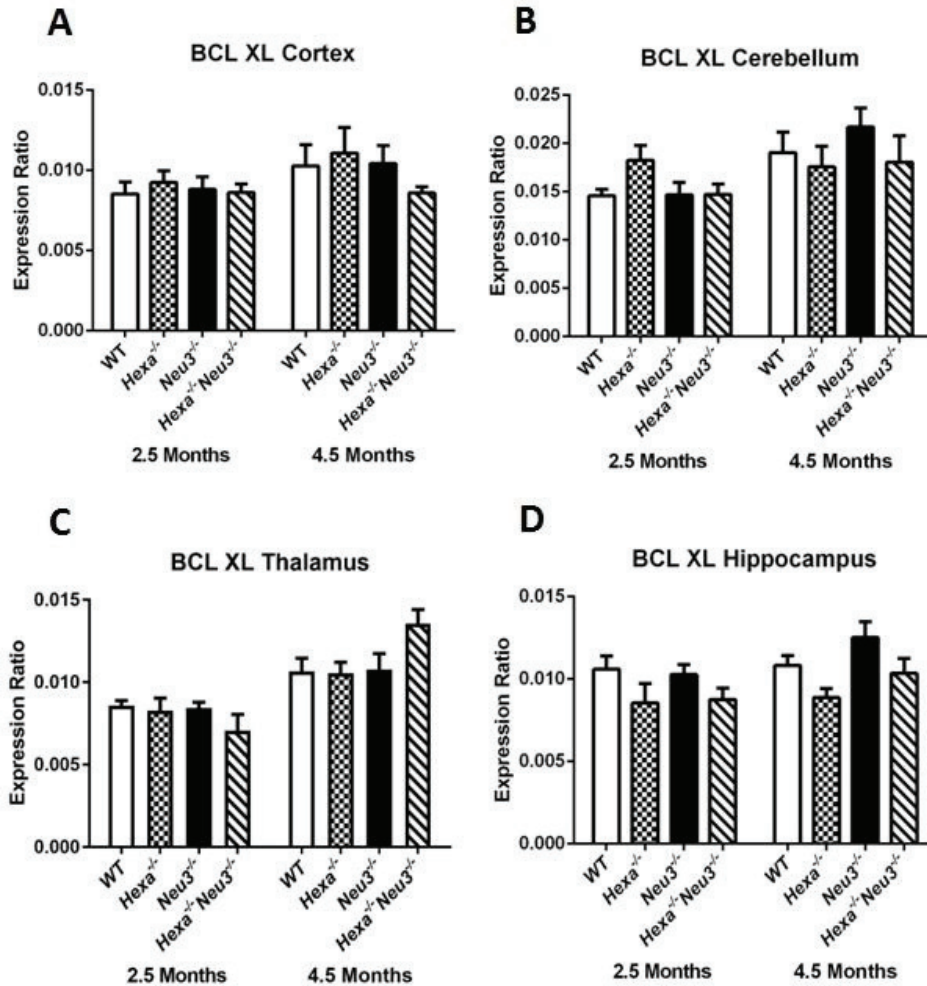 A
BCL XL Cortex
Expression Ratio
0.015
0.010
0.005
0.000
WT
Hexa-/-
Neu3-/-
Hexa-/-Neu3-/-
WT
Hexa-/-
Neu3-/-
Hexa-/-Neu3-/-
2.5 Months
4.5 Months
B
BCL XL Cerebellum
Expression Ratio
0.025
0.020
0.015
0.010
0.005
0.000
WT
Hexa-/-
Neu3-/-
Hexa-/-Neu3-/-
WT
Hexa-/-
Neu3-/-
Hexa-/-Neu3-/-
2.5 Months
4.5 Months
C
BCL XL Thalamus
Expression Ratio
0.015
0.010
0.005
0.000
WT
Hexa-/-
Neu3-/-
Hexa-/-Neu3-/-
WT
Hexa-/-
Neu3-/-
Hexa-/-Neu3-/-
2.5 Months
4.5 Months
D
BCL XL Hippocampus
Expression Ratio
0.015
0.010
0.005
0.000
WT
Hexa-/-
Neu3-/-
Hexa-/-Neu3-/-
WT
Hexa-/-
Neu3-/-
Hexa-/-Neu3-/-
2.5 Months
4.5 Months